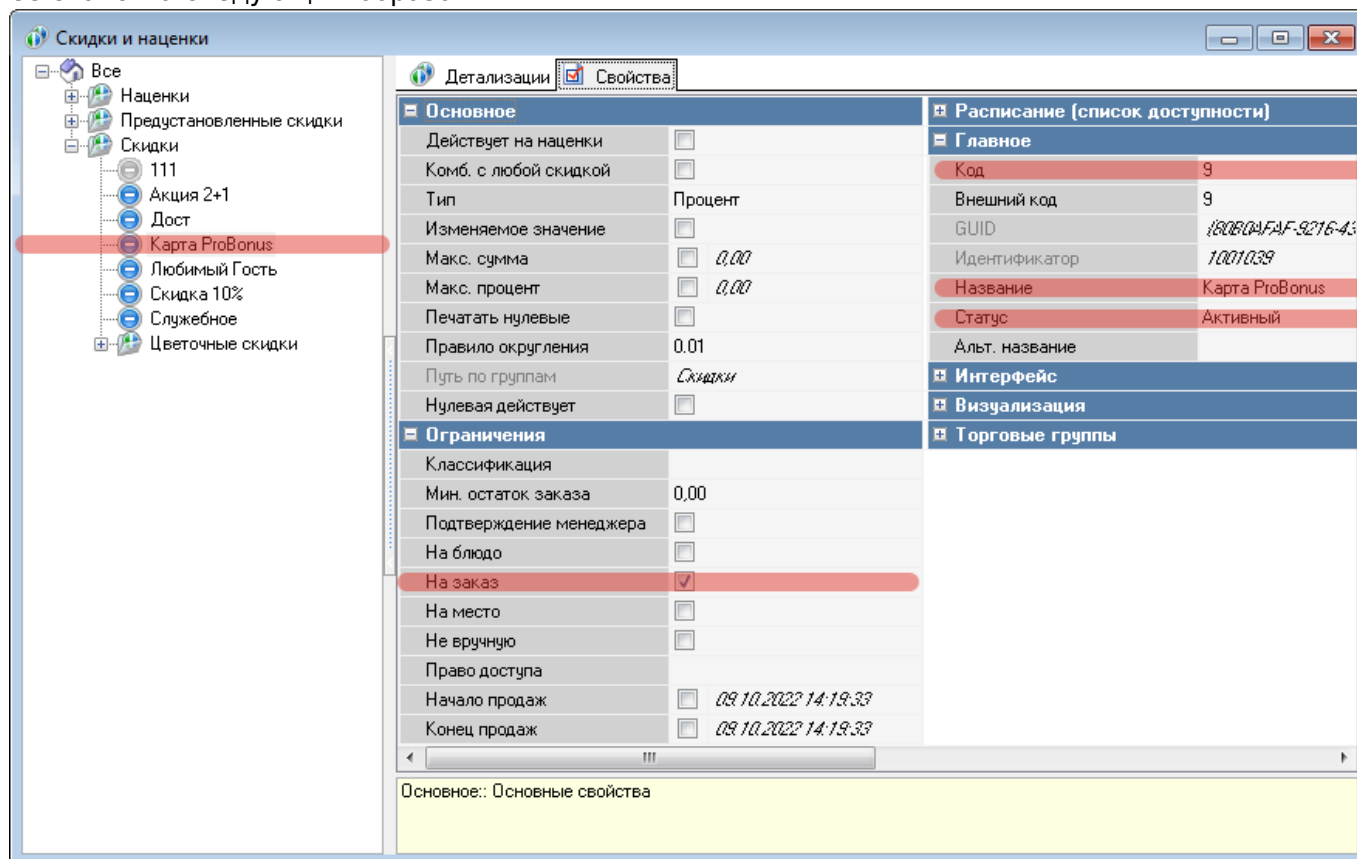 Скидки и наценки
Все
Наценки
Предустановленные скидки
Скидки
111
Акция 2+1
Дост
Карта ProBonus
Любимый Гость
Скидка 10%
Служебное
Цветочные скидки
Детализации Свойства
Основное
Действует на наценки
Комб. с любой скидкой
Тип Процент
Изменяемое значение
Макс. сумма 0,00
Макс. процент 0,00
Печатать нулевые
Правило округления 0.01
Путь по группам Скидки
Нулевая действует
Ограничения
Классификация
Мин. остаток заказа 0,00
Подтверждение менеджера
На блюдо
На заказ
На место
Не вручную
Право доступа
Начало продаж 09.10.2022 14:19:33
Конец продаж 09.10.2022 14:19:33
Расписание (список доступности)
Главное
Код 9
Внешний код 9
GUID {80B0AFAF-9216-43
Идентификатор 1001039
Название Карта ProBonus
Статус Активный
Альт. название
Интерфейс
Визуализация
Торговые группы
Основное:: Основные свойства